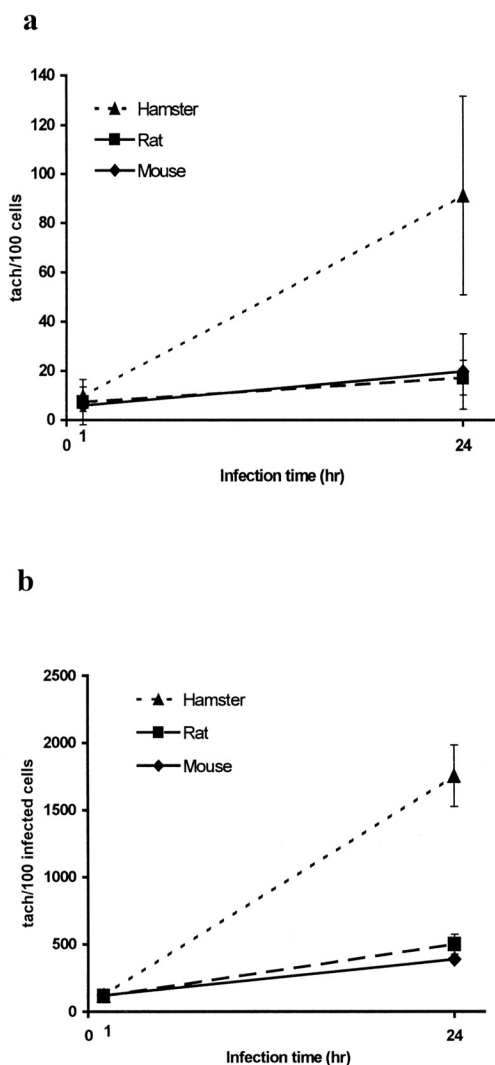 a
140
120
100
80
60
40
20
0
Hamster
Rat
Mouse
tach/100 cells
0 1 24
Infection time (hr)
b
2500
2000
1500
1000
500
0
Hamster
Rat
Mouse
tach/100 infected cells
0 1 24
Infection time (hr)